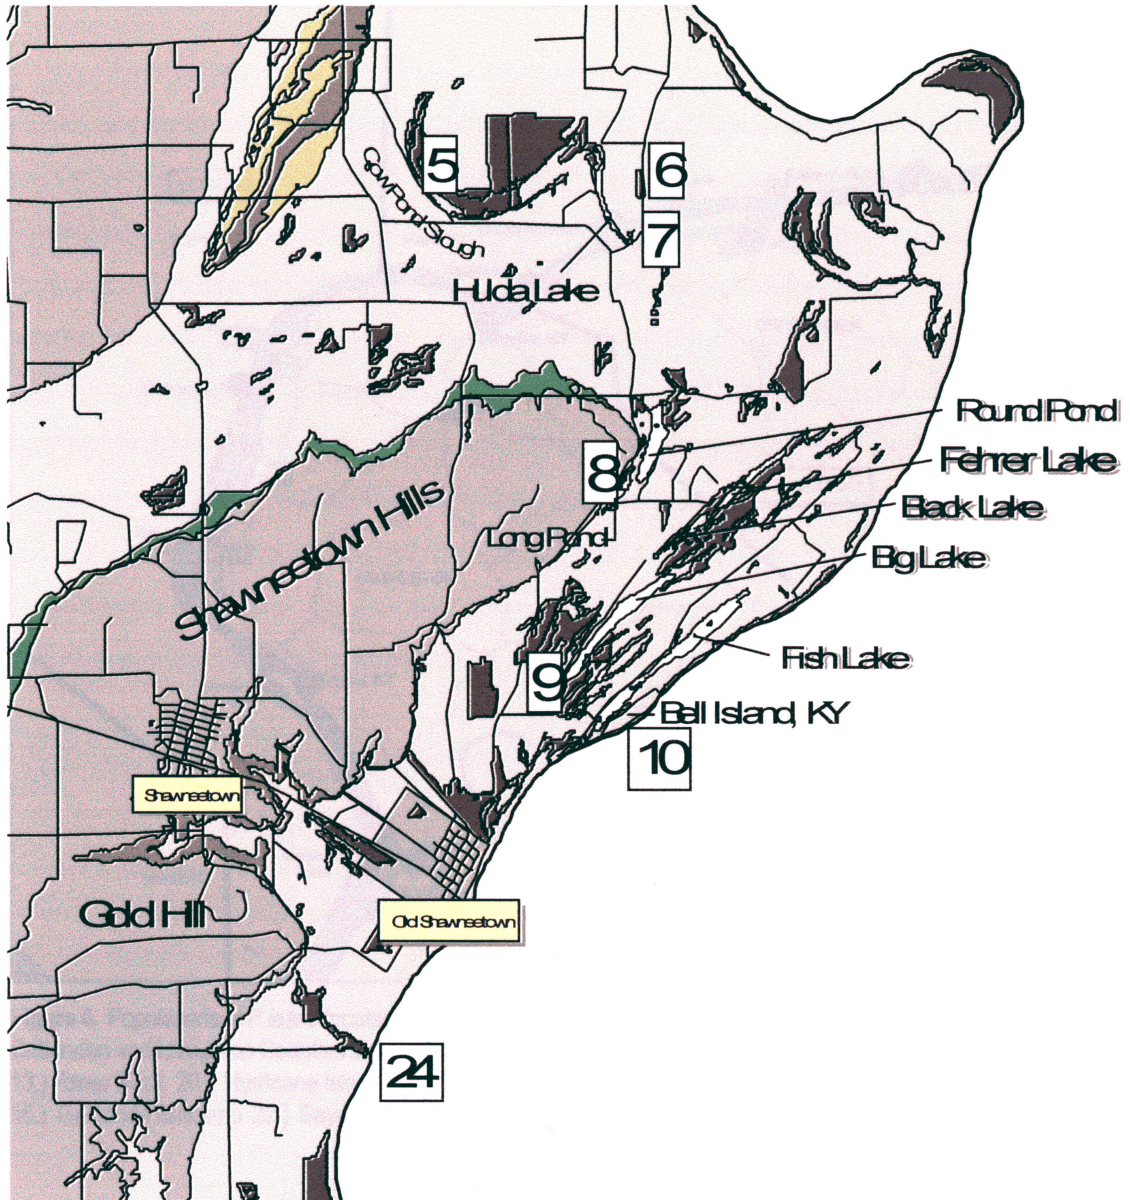 5
6
Cow Pond Slough
7
Hulda Lake
Round Pond
8
Fehrer Lake
Shawneetown Hills
Black Lake
Long Pond
Big Lake
Fish Lake
9
Bell Island, KY
10
Shawneetown
Gold Hill
Old Shawneetown
24